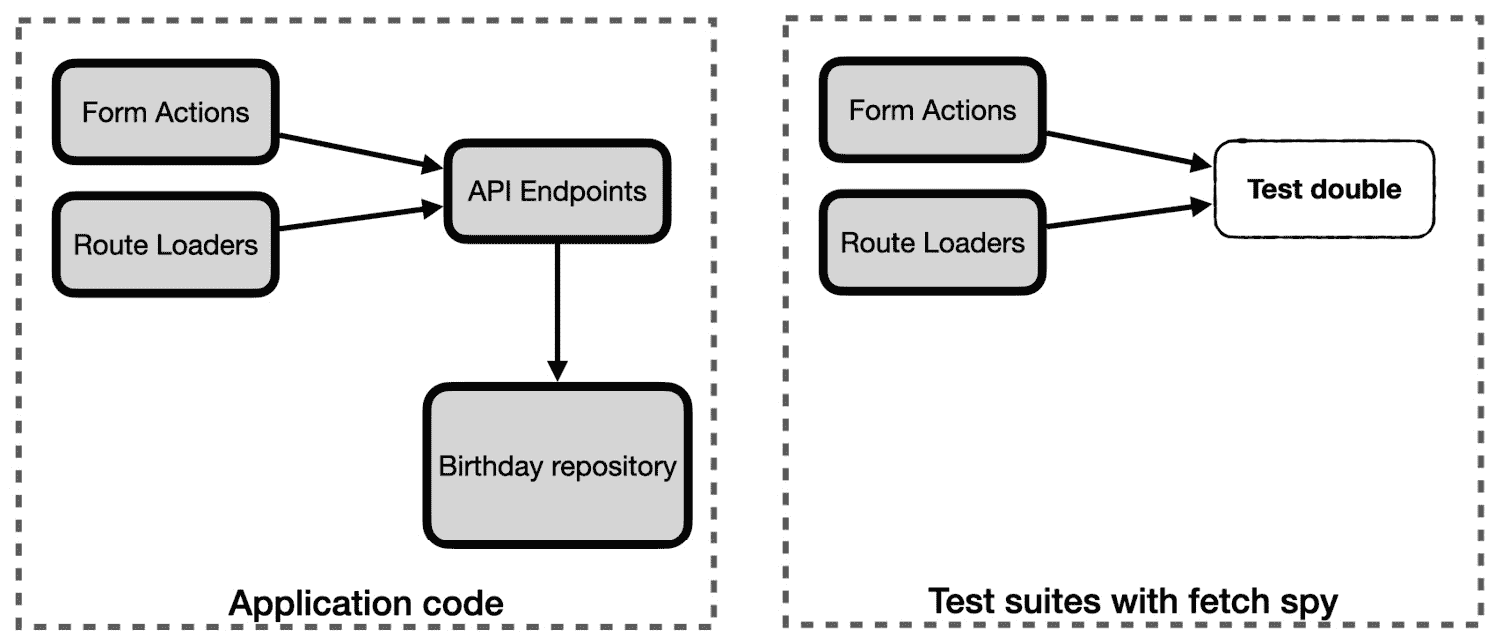 Form Actions
Route Loaders
API Endpoints
Birthday repository
Application code
Form Actions
Route Loaders
Test double
Test suites with fetch spy